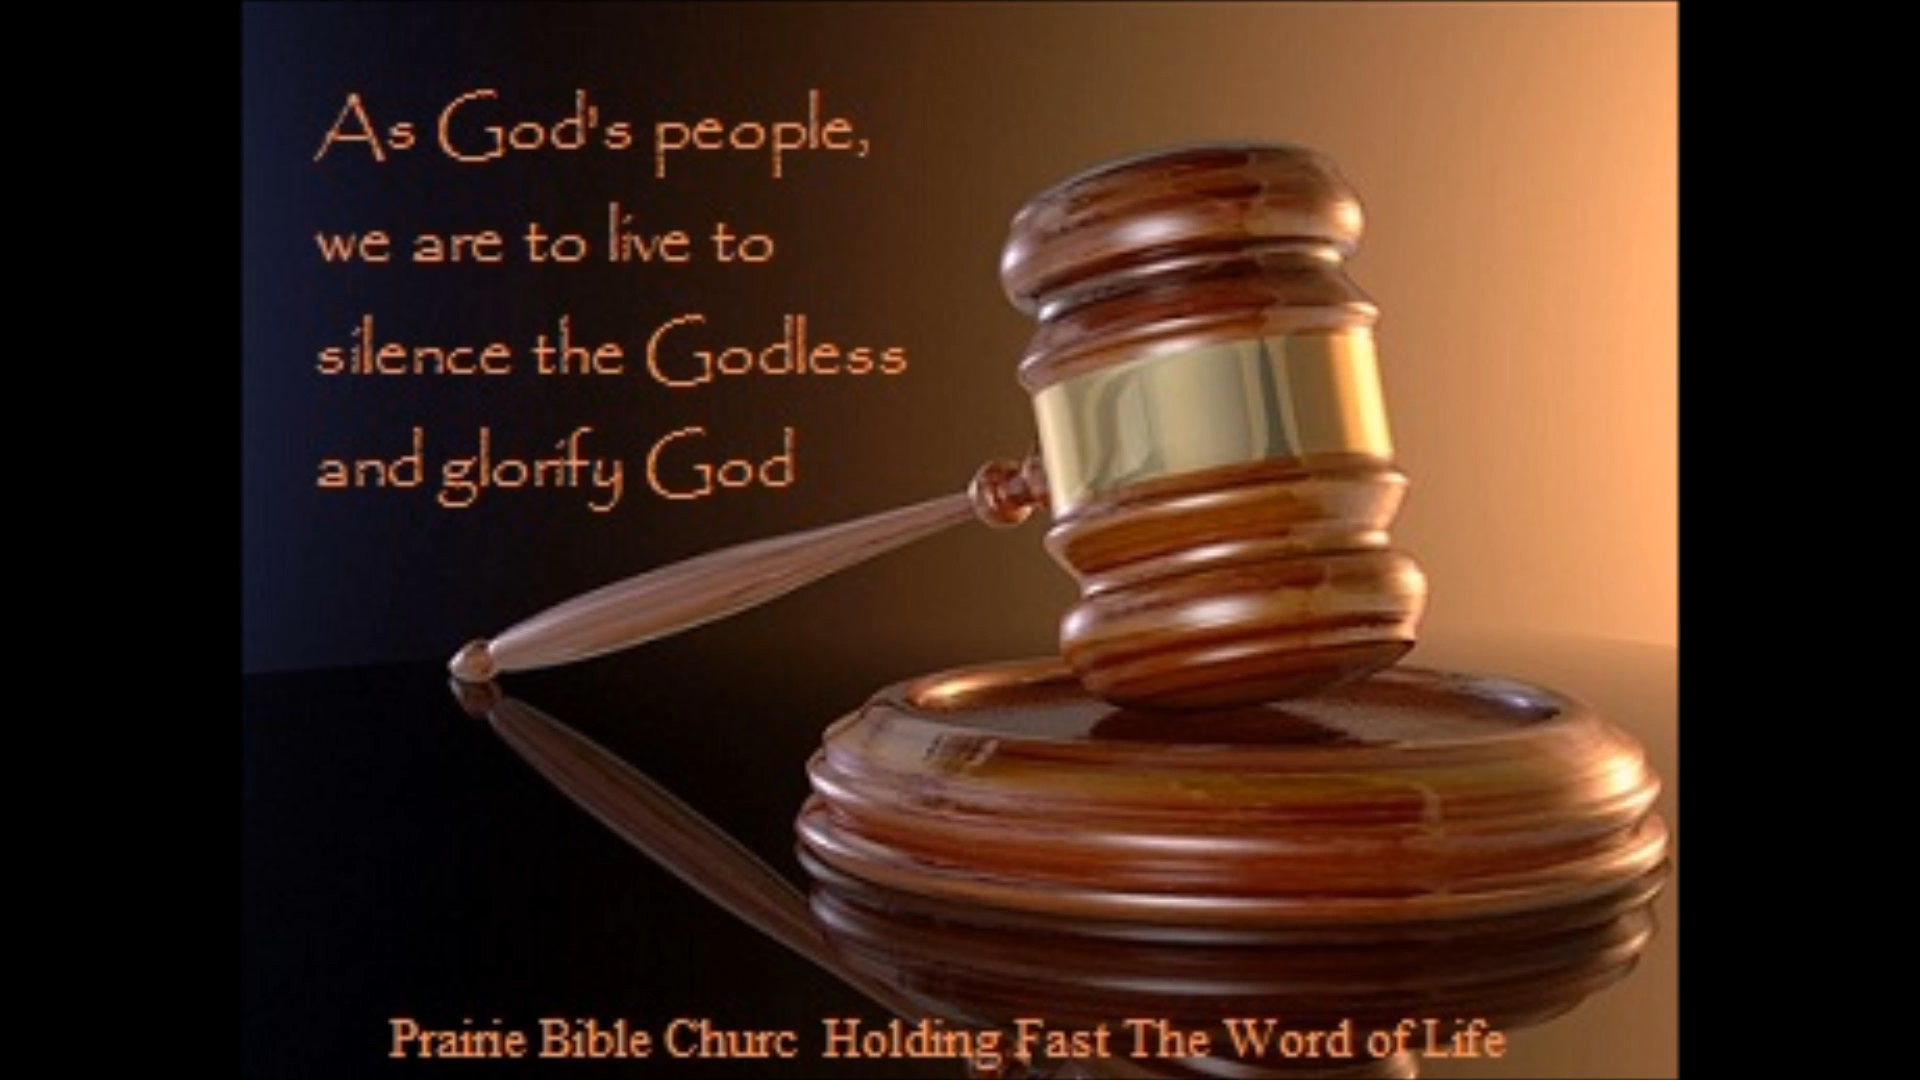 As God's people,
we are to live to
silence the Godless
and glorify God
Prairie Bible Churc Holding Fast The Word of Life